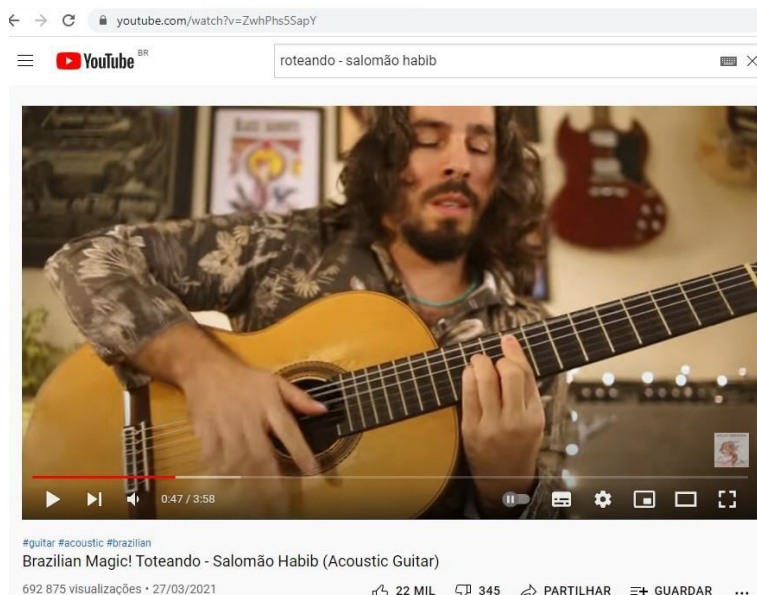 youtube.com/watch?v=ZwhPhs5SapY
YouTube BR
roteando - salomão habib
0:47 / 3:58
#guitar #acoustic #brazilian
Brazilian Magic! Toteando - Salomão Habib (Acoustic Guitar)
692 875 visualizações • 27/03/2021 22 MIL 345 PARTILHAR GUARDAR ...